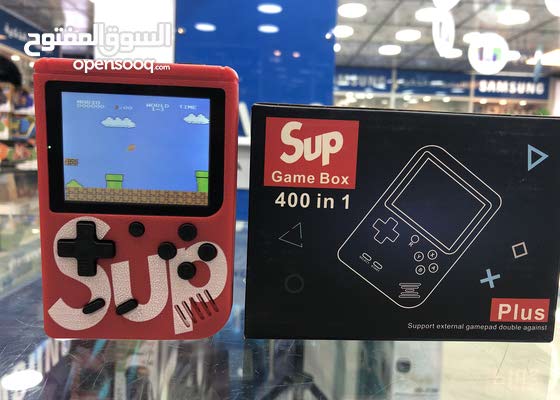 السوق المفتوح
opensooq.com
SAMSUNG
MARIO WORLD TIME
1-1
Sup
Sup
Game Box
400 in 1
Plus
Support external gamepad double against